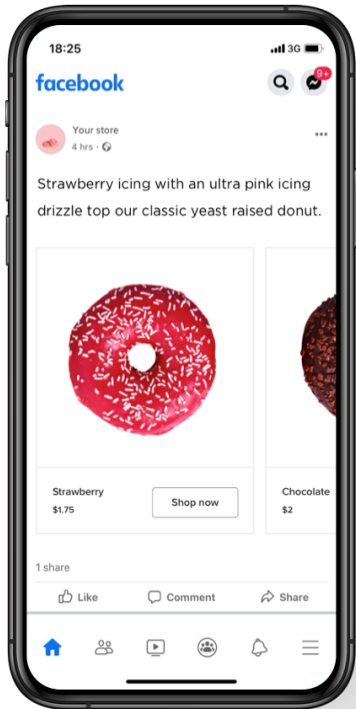 18:25
3G
facebook
9+
Your store
4 hrs ·
Strawberry icing with an ultra pink icing
drizzle top our classic yeast raised donut.
Strawberry
$1.75
Shop now
Chocolate
$2
1 share
Like
Comment
Share